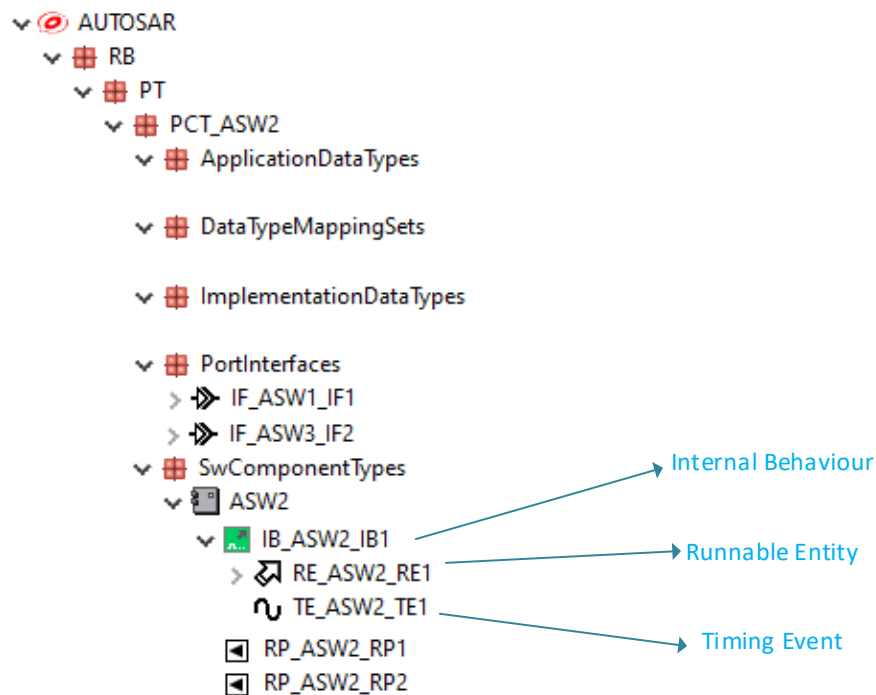 AUTOSAR
RB
PT
PCT_ASW2
ApplicationDataTypes
DataTypeMappingSets
ImplementationDataTypes
PortInterfaces
IF_ASW1_IF1
IF_ASW3_IF2
SwComponentTypes
Internal Behaviour
ASW2
IB_ASW2_IB1
Runnable Entity
RE_ASW2_RE1
TE_ASW2_TE1
Timing Event
RP_ASW2_RP1
RP_ASW2_RP2